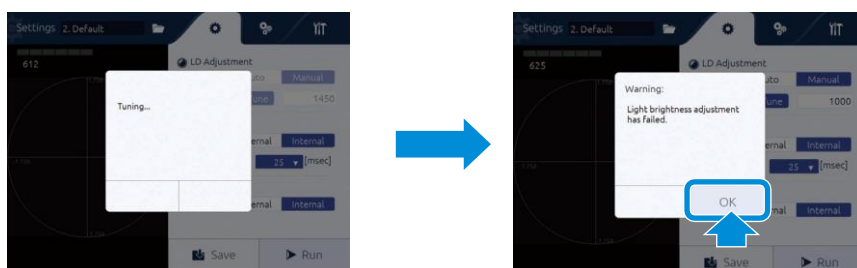 Settings 2. Default
612
LD Adjustment
Manual
1450
Tuning...
Internal
25 [msec]
Internal
Save
Run
Settings 2. Default
625
LD Adjustment
Manual
1000
Warning:
Light brightness adjustment
has failed.
Internal
25 [msec]
OK
Internal
Save
Run